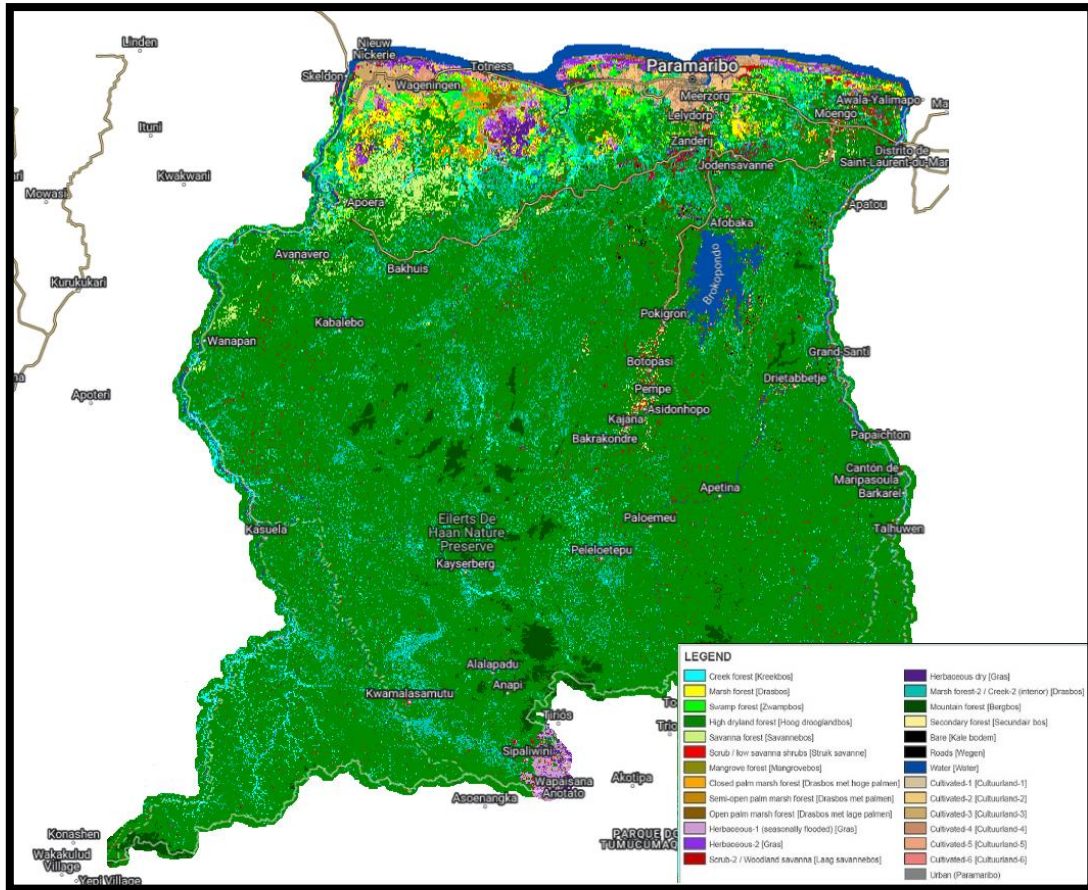 Linden
Nieuw
Nickerie
Skeldon
Totness
Wageningen
Paramaribo
Meerzorg
Lelydorp
Awala-Yalimapo
Moengo
Ituni
Zanderij
Distrito de
Saint-Laurent-du-Mar
Jodensavanne
Kwakwani
Mowasi
Apoera
Apatou
Afobaka
Avanavero
Bakhuis
Brokopondo
Kurukukari
Kabalebo
Pokigron
Wanapan
Grand-Santi
Botopasi
Drietabbetje
Apoteri
Pempe
Asidonhopo
Kajana
Bakrakondre
Papaichton
Cantón de
Maripasoula
Barkarel
Apetina
Kasuela
Eilerts De
Haan Nature
Preserve
Paloemeu
Talhuwen
Peleloetepu
Kayserberg
Alalapadu
Anapi
Kwamalasamutu
Tiriós
Sipaliwini
Wapaisana
Anotato
Akotipa
Asoenangka
Konashen
Wakakulud
Village
Yepi Village
PARQUE DO
TUMUCUMAQ
LEGEND
Creek forest [Kreekbos]
Marsh forest [Drasbos]
Swamp forest [Zwampbos]
High dryland forest [Hoog drooglandbos]
Savanna forest [Savannebos]
Scrub / low savanna shrubs [Struik savanne]
Mangrove forest [Mangrovebos]
Closed palm marsh forest [Drasbos met hoge palmen]
Semi-open palm marsh forest [Drasbos met palmen]
Open palm marsh forest [Drasbos met lage palmen]
Herbaceous-1 (seasonally flooded) [Gras]
Herbaceous-2 [Gras]
Scrub-2 / Woodland savanna [Laag savannebos]
Herbaceous dry [Gras]
Marsh forest-2 / Creek-2 (interior) [Drasbos]
Mountain forest [Bergbos]
Secondary forest [Secundair bos]
Bare [Kale bodem]
Roads [Wegen]
Water [Water]
Cultivated-1 [Cultuurland-1]
Cultivated-2 [Cultuurland-2]
Cultivated-3 [Cultuurland-3]
Cultivated-4 [Cultuurland-4]
Cultivated-5 [Cultuurland-5]
Cultivated-6 [Cultuurland-6]
Urban (Paramaribo)